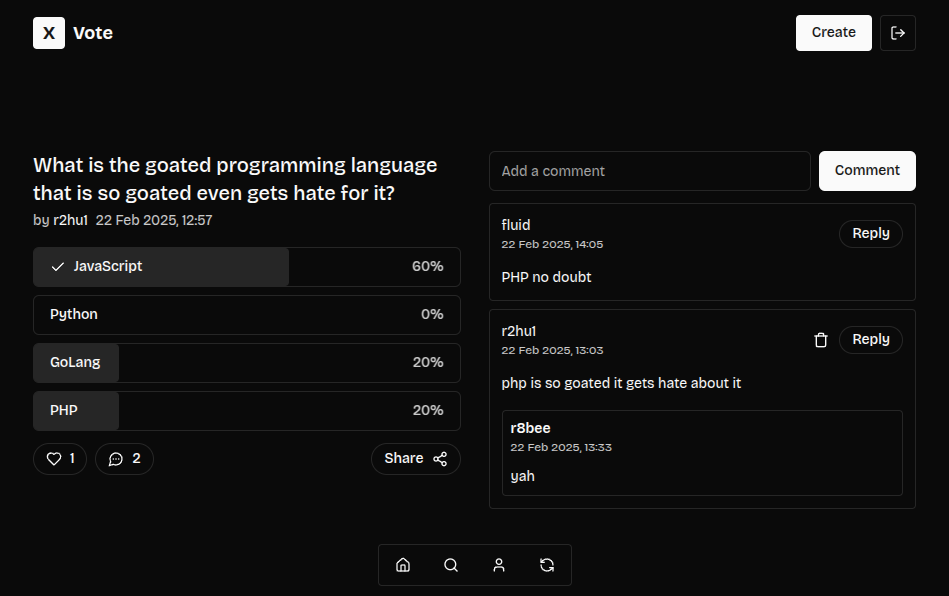 X Vote
Create
What is the goated programming language
that is so goated even gets hate for it?
by r2hu1 22 Feb 2025, 12:57
JavaScript 60%
Python 0%
GoLang 20%
PHP 20%
1 2 Share
Add a comment Comment
fluid
22 Feb 2025, 14:05
Reply
PHP no doubt
r2hu1
22 Feb 2025, 13:03
Reply
php is so goated it gets hate about it
r8bee
22 Feb 2025, 13:33
yah